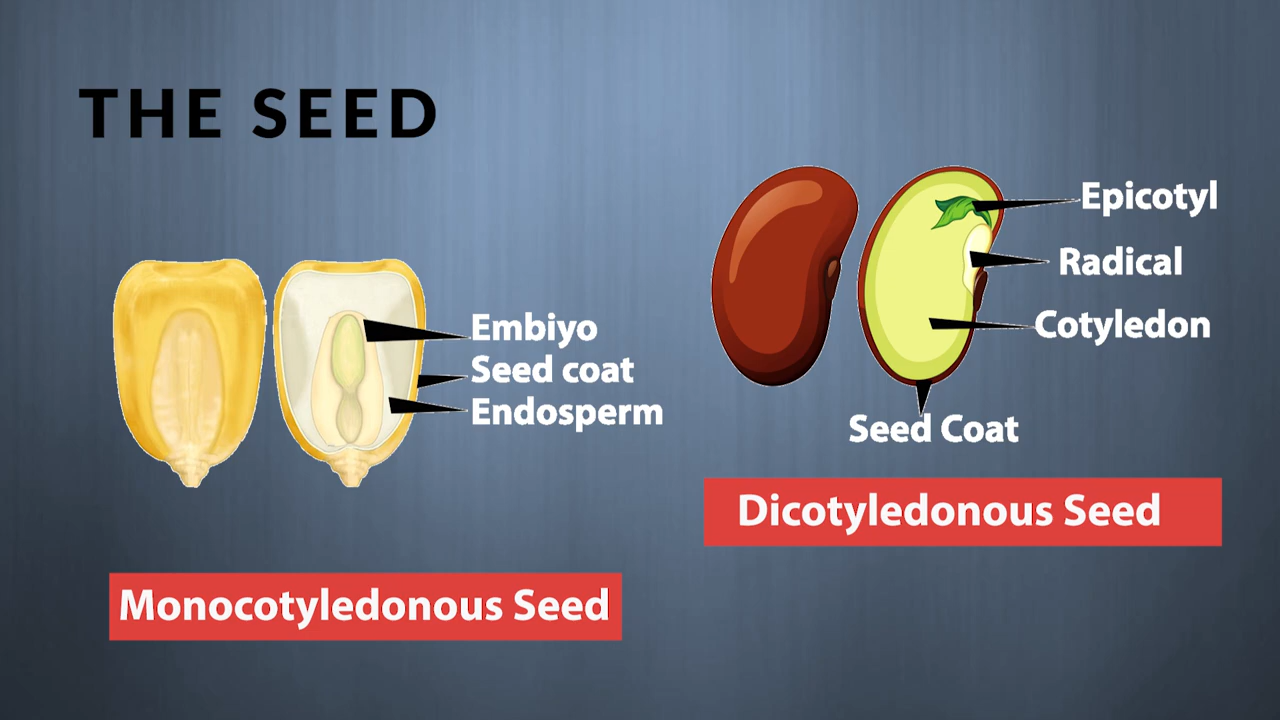 THE SEED
Embiyo
Seed coat
Endosperm
Monocotyledonous Seed
Epicotyl
Radical
Cotyledon
Seed Coat
Dicotyledonous Seed